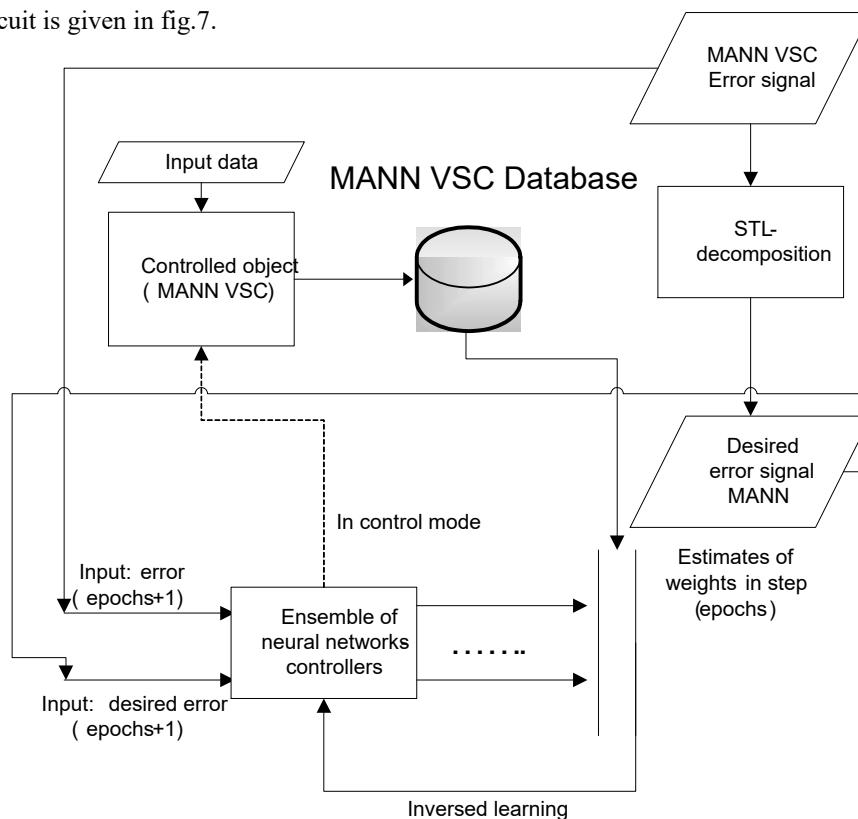 cuit is given in fig.7.
MANN VSC
Error signal
Input data
MANN VSC Database
STL-
decomposition
Controlled object
( MANN VSC)
Desired
error signal
MANN
In control mode
Estimates of
weights in step
(epochs)
Input: error
( epochs+1)
Ensemble of
neural networks
controllers
.......
Input: desired error
( epochs+1)
Inversed learning